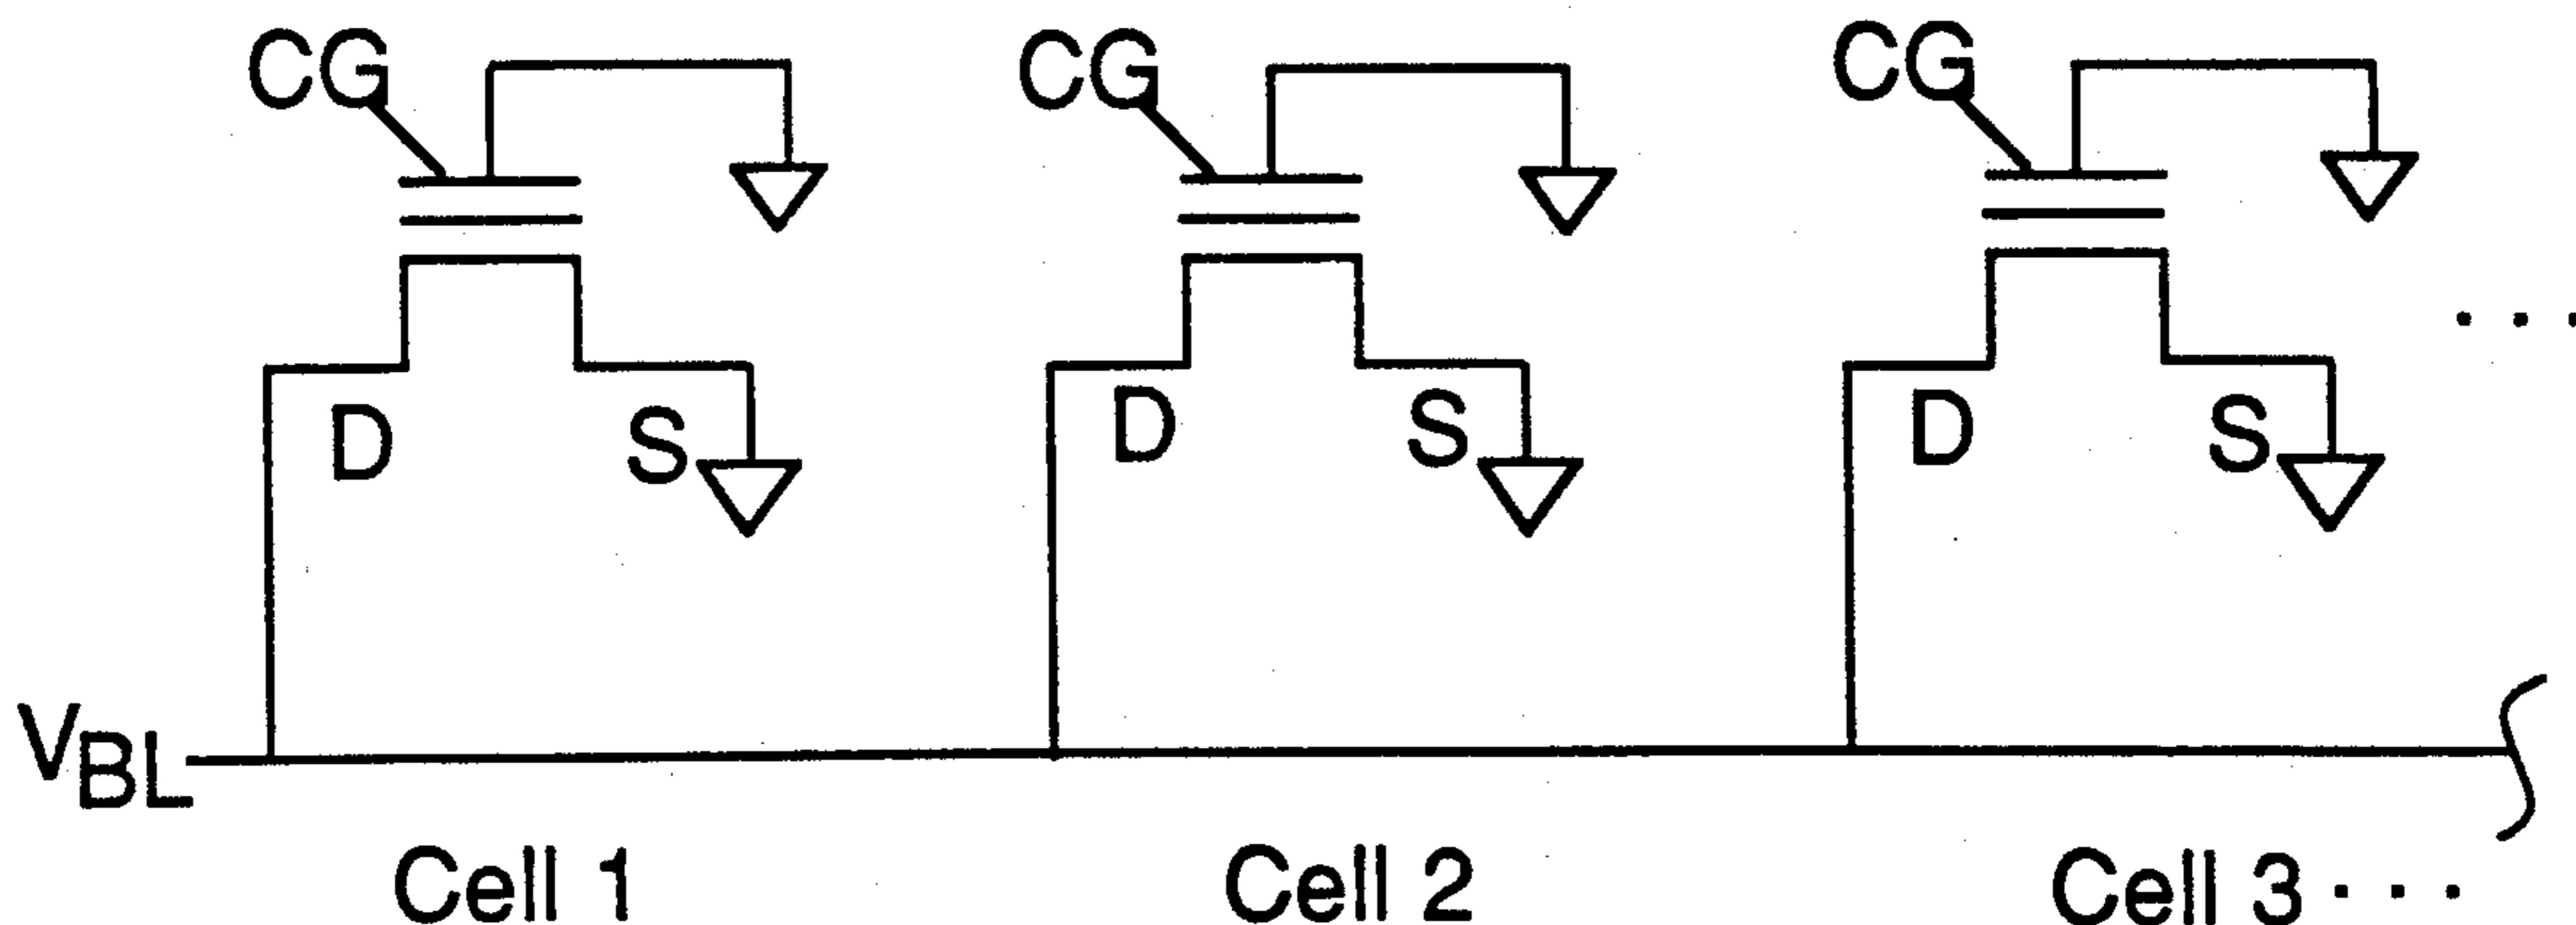 CG CG CG
D S D S D S
. . .
VBL
Cell 1 Cell 2 Cell 3 . . .